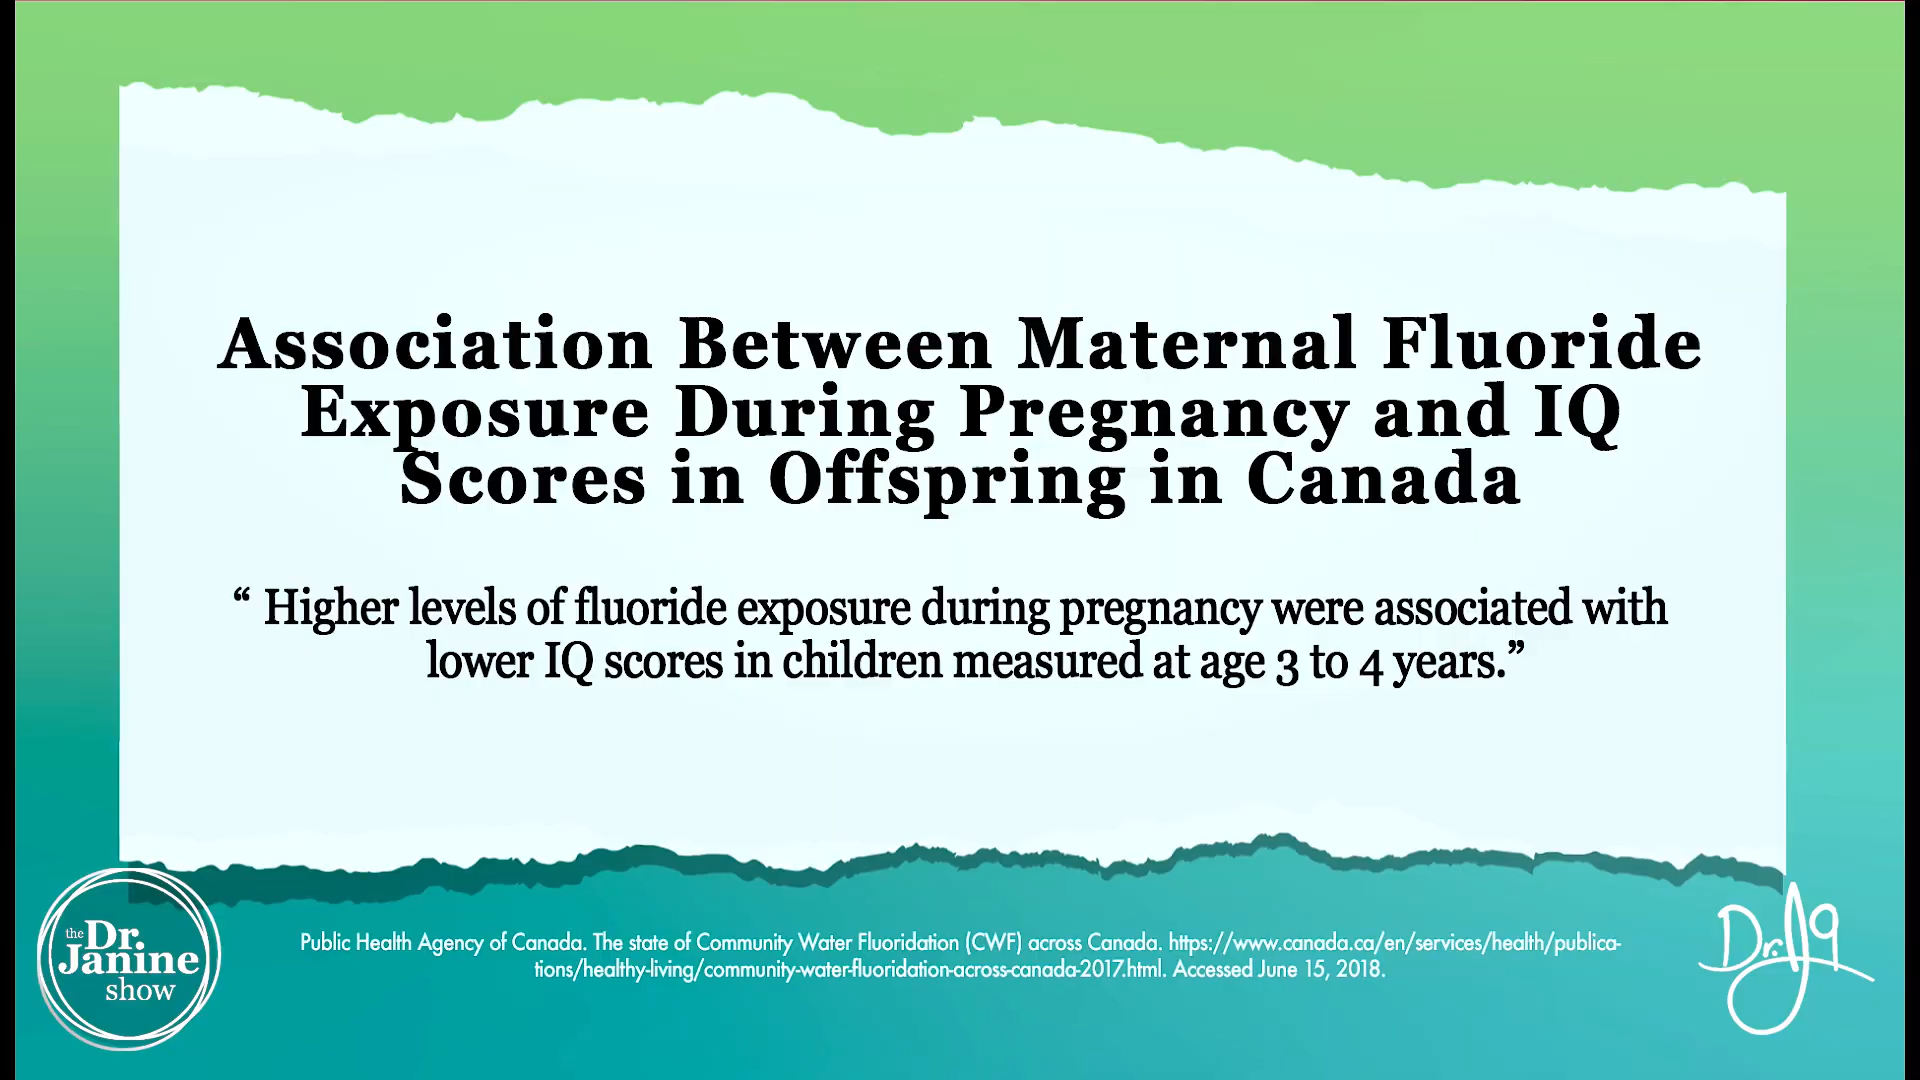 Association Between Maternal Fluoride
Exposure During Pregnancy and IQ
Scores in Offspring in Canada
“ Higher levels of fluoride exposure during pregnancy were associated with
lower IQ scores in children measured at age 3 to 4 years.”
the Dr.
Janine
show
Public Health Agency of Canada. The state of Community Water Fluoridation (CWF) across Canada. https://www.canada.ca/en/services/health/publica-
tions/healthy-living/community-water-fluoridation-across-canada-2017.html. Accessed June 15, 2018.
Dr.J9